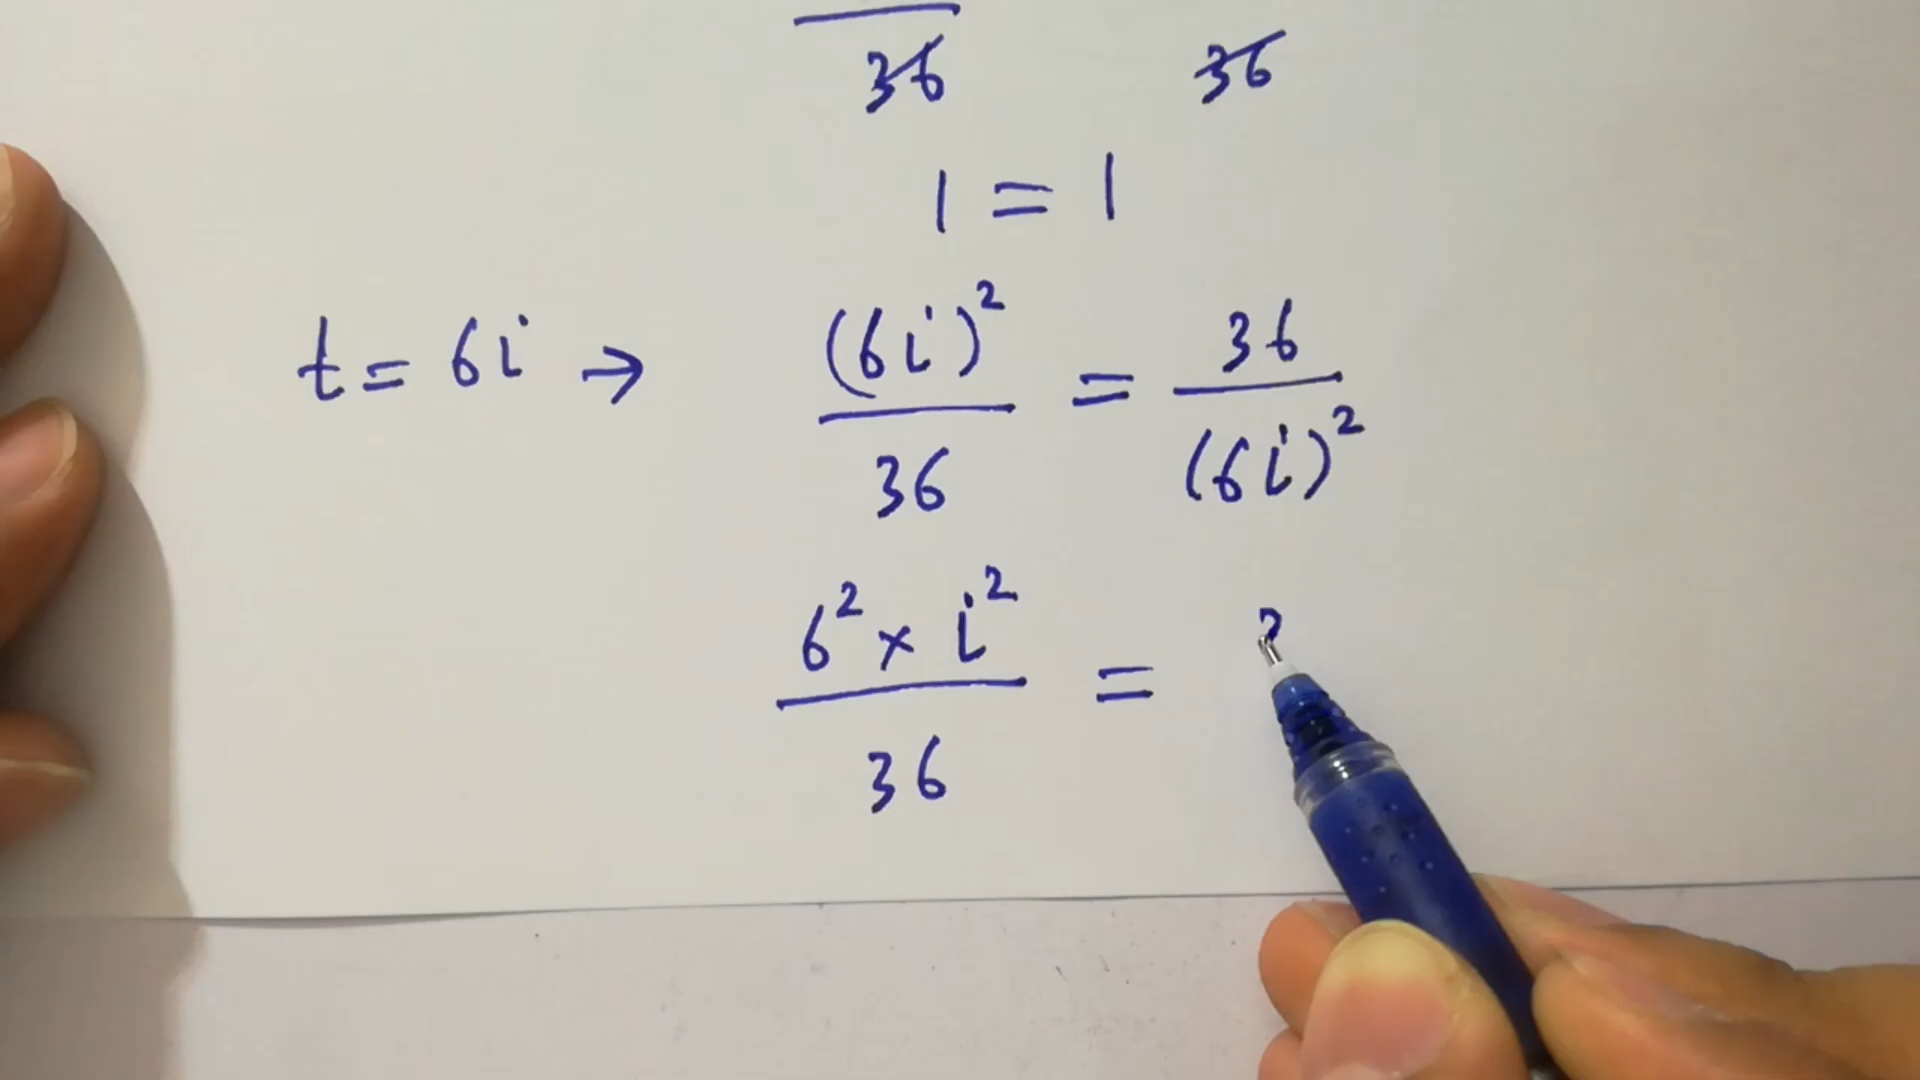 36 36
1 = 1
t = 6i → (6i)²/36 = 36/(6i)²
6² × i²/36 =